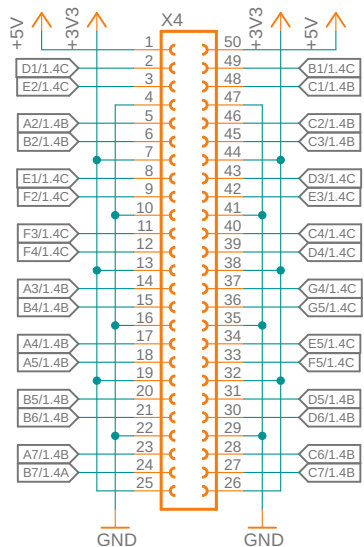 +5V +3V3 X4 +3V3 +5V
1 50
D1/1.4C 2 49 B1/1.4C
E2/1.4C 3 48 C1/1.4B
4 47
A2/1.4B 5 46 C2/1.4B
B2/1.4B 6 45 C3/1.4B
7 44
E1/1.4C 8 43 D3/1.4C
F2/1.4C 9 42 E3/1.4C
10 41
F3/1.4C 11 40 C4/1.4C
F4/1.4C 12 39 D4/1.4C
13 38
A3/1.4B 14 37 G4/1.4C
B4/1.4B 15 36 G5/1.4C
16 35
A4/1.4B 17 34 E5/1.4C
A5/1.4B 18 33 F5/1.4C
19 32
B5/1.4B 20 31 D5/1.4B
B6/1.4B 21 30 D6/1.4B
22 29
A7/1.4B 23 28 C6/1.4B
B7/1.4A 24 27 C7/1.4B
25 26
GND GND